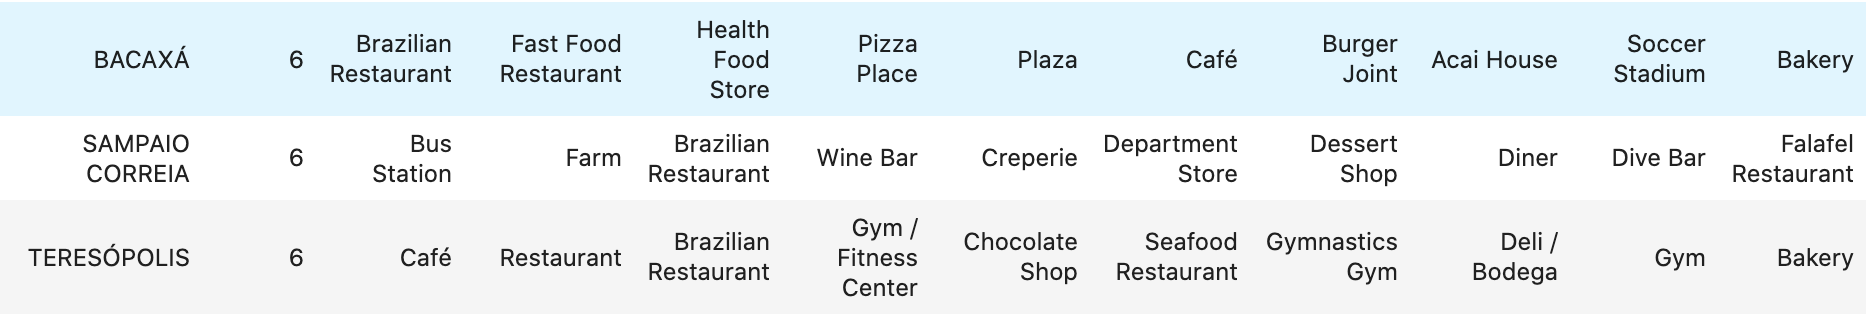 BACAXÁ 6 Brazilian Restaurant Fast Food Restaurant Health Food Store Pizza Place Plaza Café Burger Joint Acai House Soccer Stadium Bakery
SAMPAIO CORREIA 6 Bus Station Farm Brazilian Restaurant Wine Bar Creperie Department Store Dessert Shop Diner Dive Bar Falafel Restaurant
TERESÓPOLIS 6 Café Restaurant Brazilian Restaurant Gym / Fitness Center Chocolate Shop Seafood Restaurant Gymnastics Gym Deli / Bodega Gym Bakery